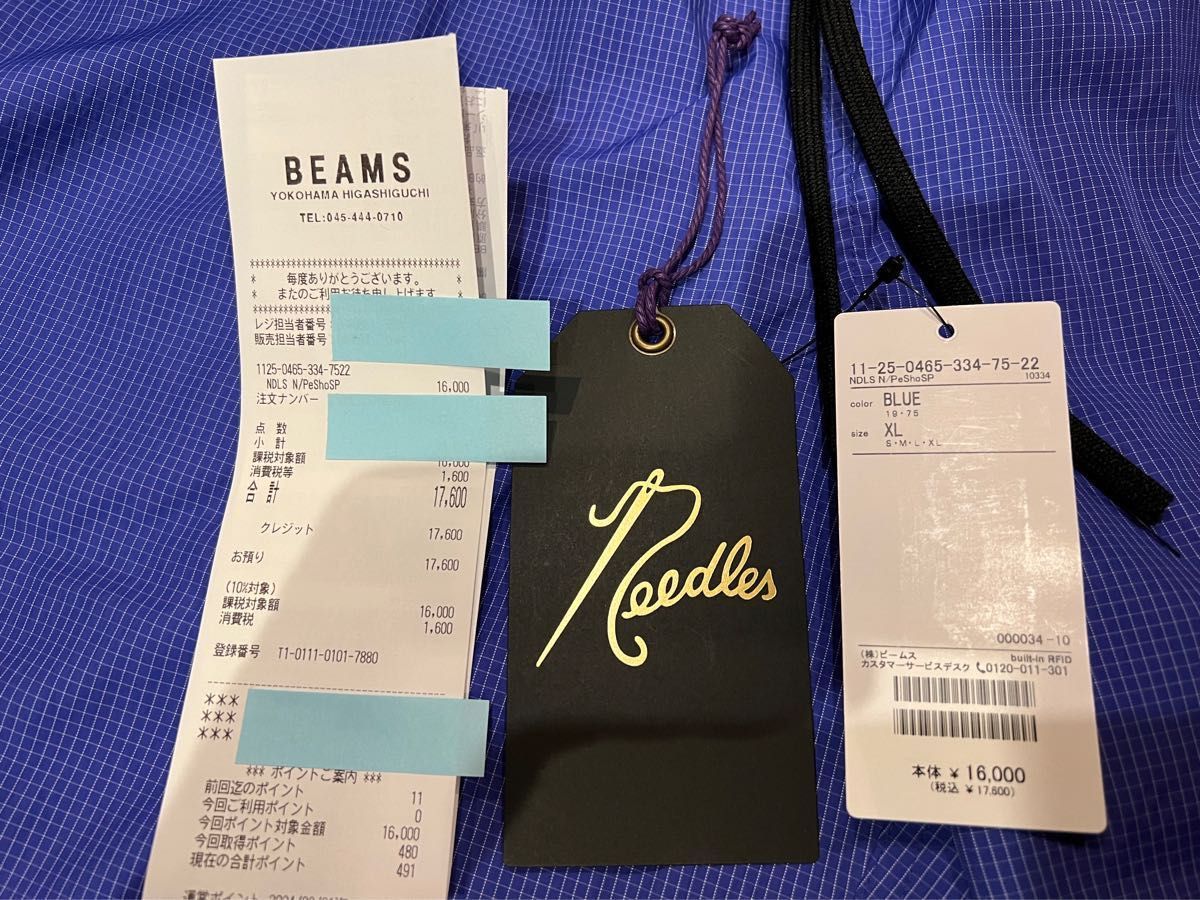 BEAMS
YOKOHAMA HIGASHIGUCHI
TEL:045-444-0710
***********************************
* 毎度ありがとうございます。 *
* またのご利用お待ち申し上げます *
レジ担当者番号
販売担当者番号
1125-0465-334-7522
NDLS N/PeShoSP 16,000
注文ナンバー
点 数
小 計
課税対象額 16,000
消費税等 1,600
合 計 17,600
クレジット 17,600
お預り 17,600
(10%対象)
課税対象額 16,000
消費税 1,600
登録番号 T1-0111-0101-7880
***
***
***
*** ポイントご案内 ***
前回迄のポイント 11
今回ご利用ポイント 0
今回ポイント対象金額 16,000
今回取得ポイント 480
現在の合計ポイント 491
Needles
11-25-0465-334-75-22
NDLS N/PeShoSP 10334
color BLUE
19・75
size XL
S・M・L・XL
000034-10
(株)ビームス built-in RFID
カスタマーサービスデスク 0120-011-301
本体 ¥16,000
(税込 ¥17,600)